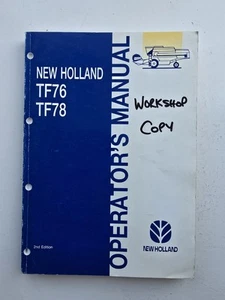 NEW HOLLAND
TF76
TF78
OPERATOR'S MANUAL
WORKSHOP
COPY
NEW HOLLAND
2nd Edition